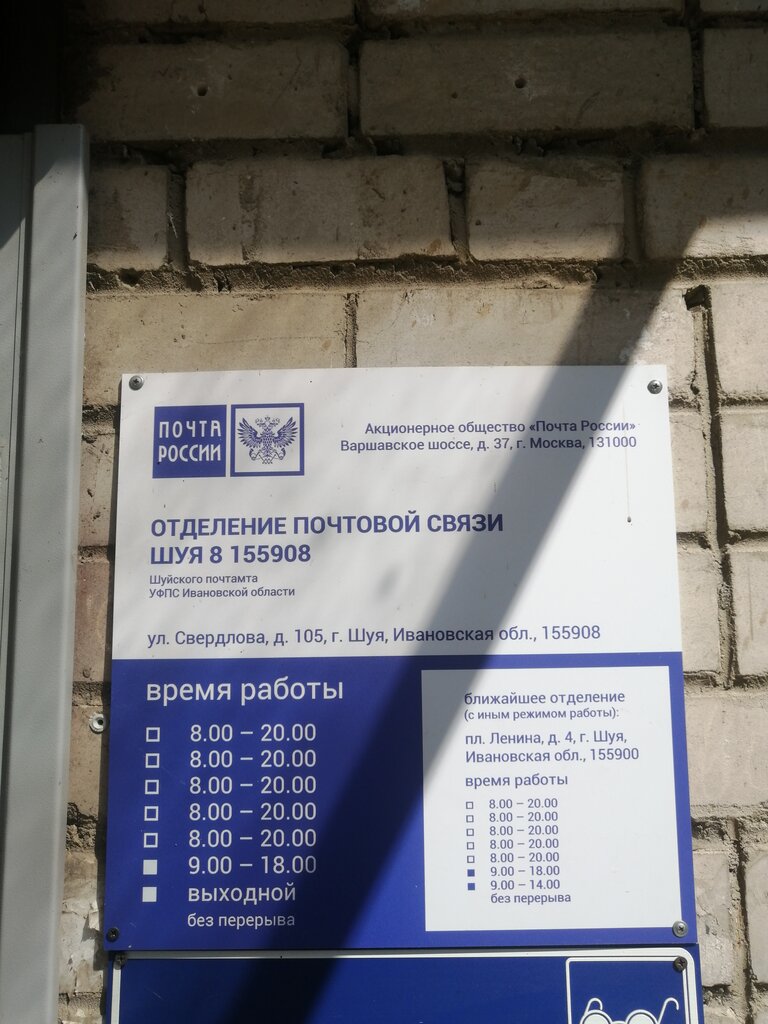 ПОЧТА
РОССИИ
Акционерное общество «Почта России»
Варшавское шоссе, д. 37, г. Москва, 131000
ОТДЕЛЕНИЕ ПОЧТОВОЙ СВЯЗИ
ШУЯ 8 155908
Шуйского почтамта
УФПС Ивановской области
ул. Свердлова, д. 105, г. Шуя, Ивановская обл., 155908
время работы
8.00 – 20.00
8.00 – 20.00
8.00 – 20.00
8.00 – 20.00
8.00 – 20.00
9.00 – 18.00
выходной
без перерыва
ближайшее отделение
(с иным режимом работы):
пл. Ленина, д. 4, г. Шуя,
Ивановская обл., 155900
время работы
8.00 – 20.00
8.00 – 20.00
8.00 – 20.00
8.00 – 20.00
8.00 – 20.00
9.00 – 18.00
9.00 – 14.00
без перерыва